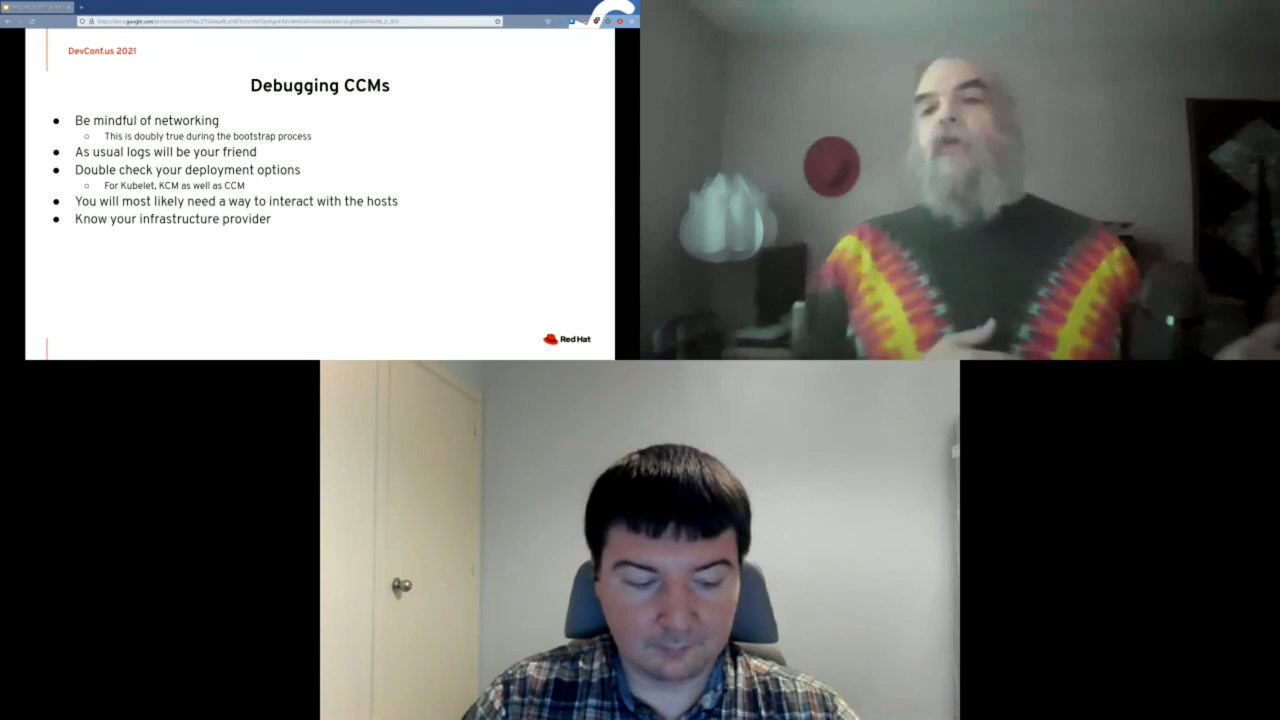 DevConf.us 2021
Debugging CCMs
● Be mindful of networking
○ This is doubly true during the bootstrap process
● As usual logs will be your friend
● Double check your deployment options
○ For Kubelet, KCM as well as CCM
● You will most likely need a way to interact with the hosts
● Know your infrastructure provider
Red Hat